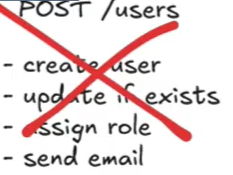 POST /users
- create user
- update if exists
- assign role
- send email